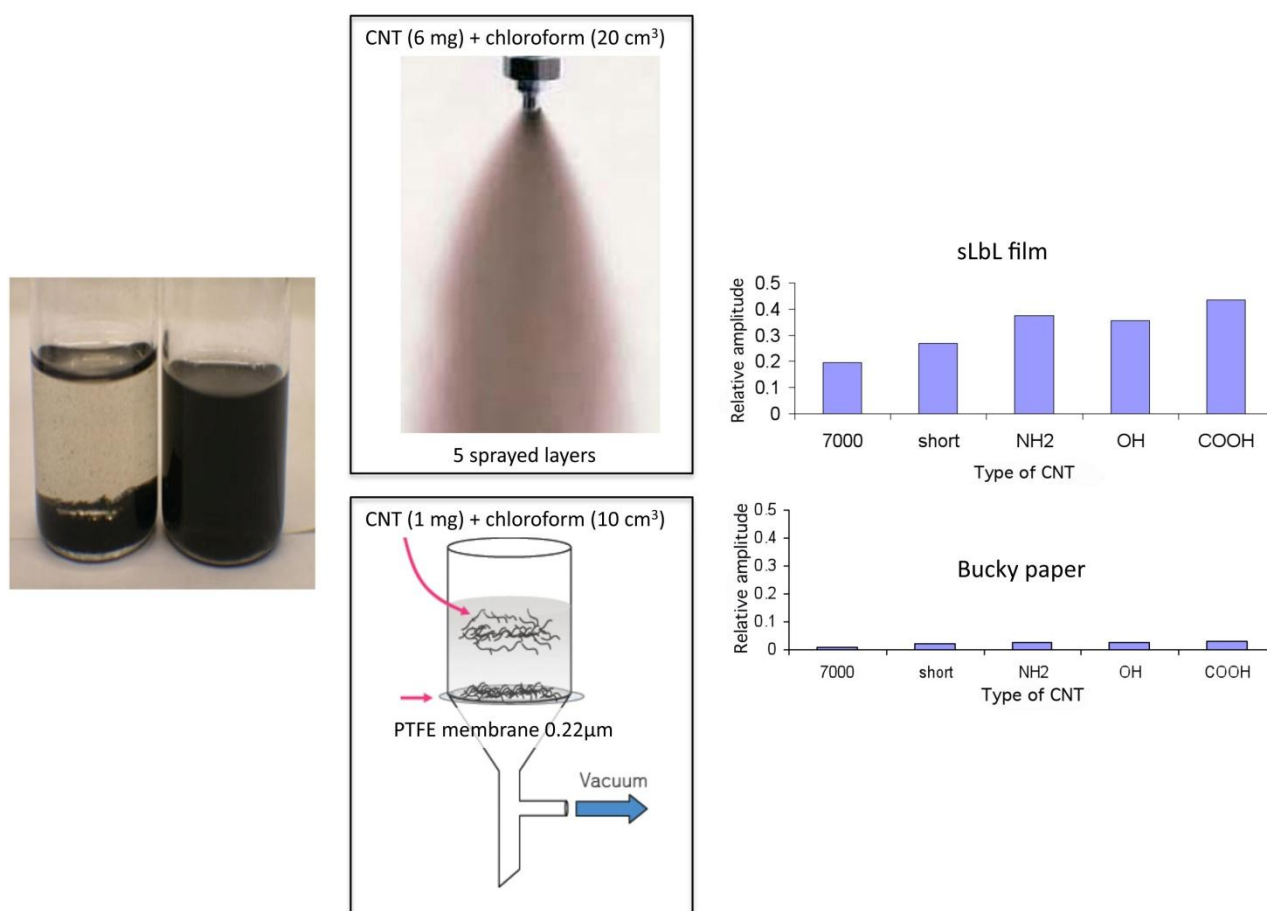 CNT (6 mg) + chloroform (20 cm³)
5 sprayed layers
CNT (1 mg) + chloroform (10 cm³)
PTFE membrane 0.22µm
Vacuum
sLbL film
Relative amplitude
0.5
0.4
0.3
0.2
0.1
0
7000 short NH2 OH COOH
Type of CNT
Bucky paper
Relative amplitude
0.5
0.4
0.3
0.2
0.1
0
7000 short NH2 OH COOH
Type of CNT